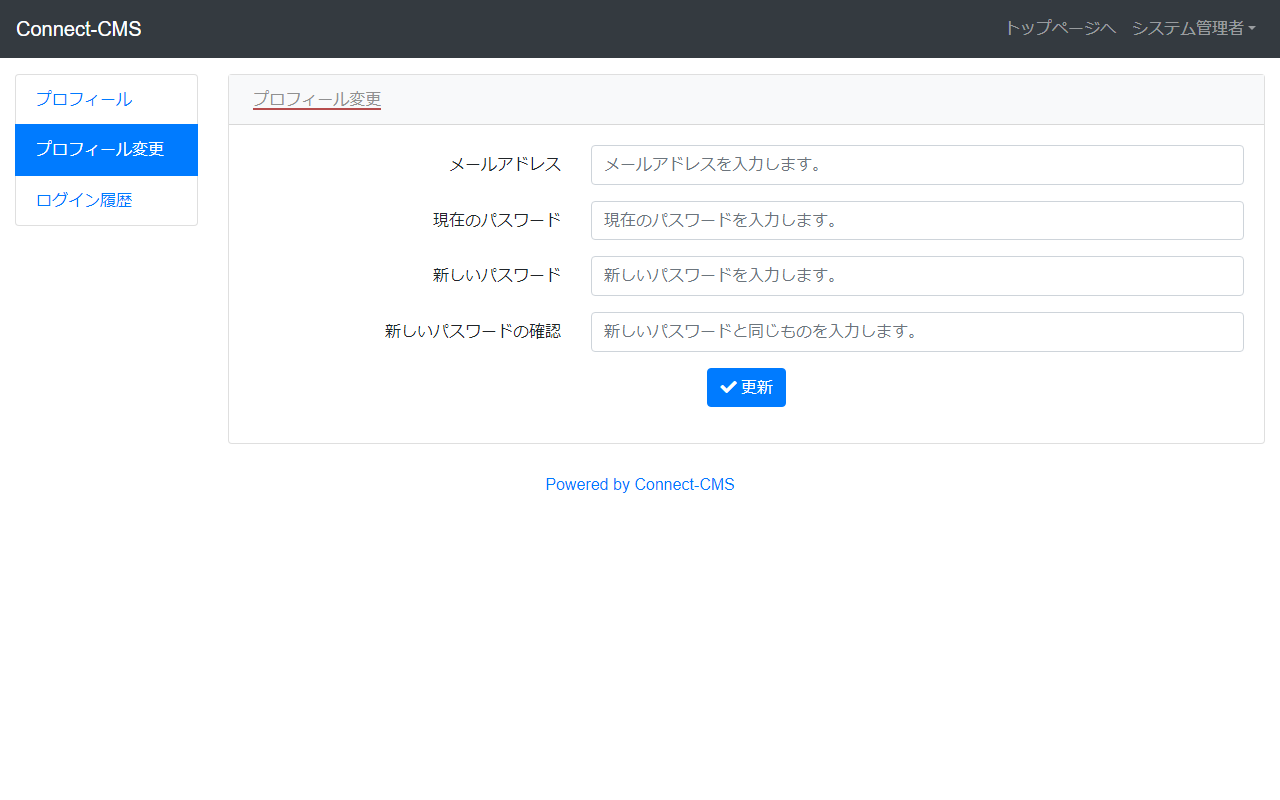 Connect-CMS
トップページへ システム管理者
プロフィール
プロフィール変更
ログイン履歴
プロフィール変更
メールアドレス メールアドレスを入力します。
現在のパスワード 現在のパスワードを入力します。
新しいパスワード 新しいパスワードを入力します。
新しいパスワードの確認 新しいパスワードと同じものを入力します。
更新
Powered by Connect-CMS